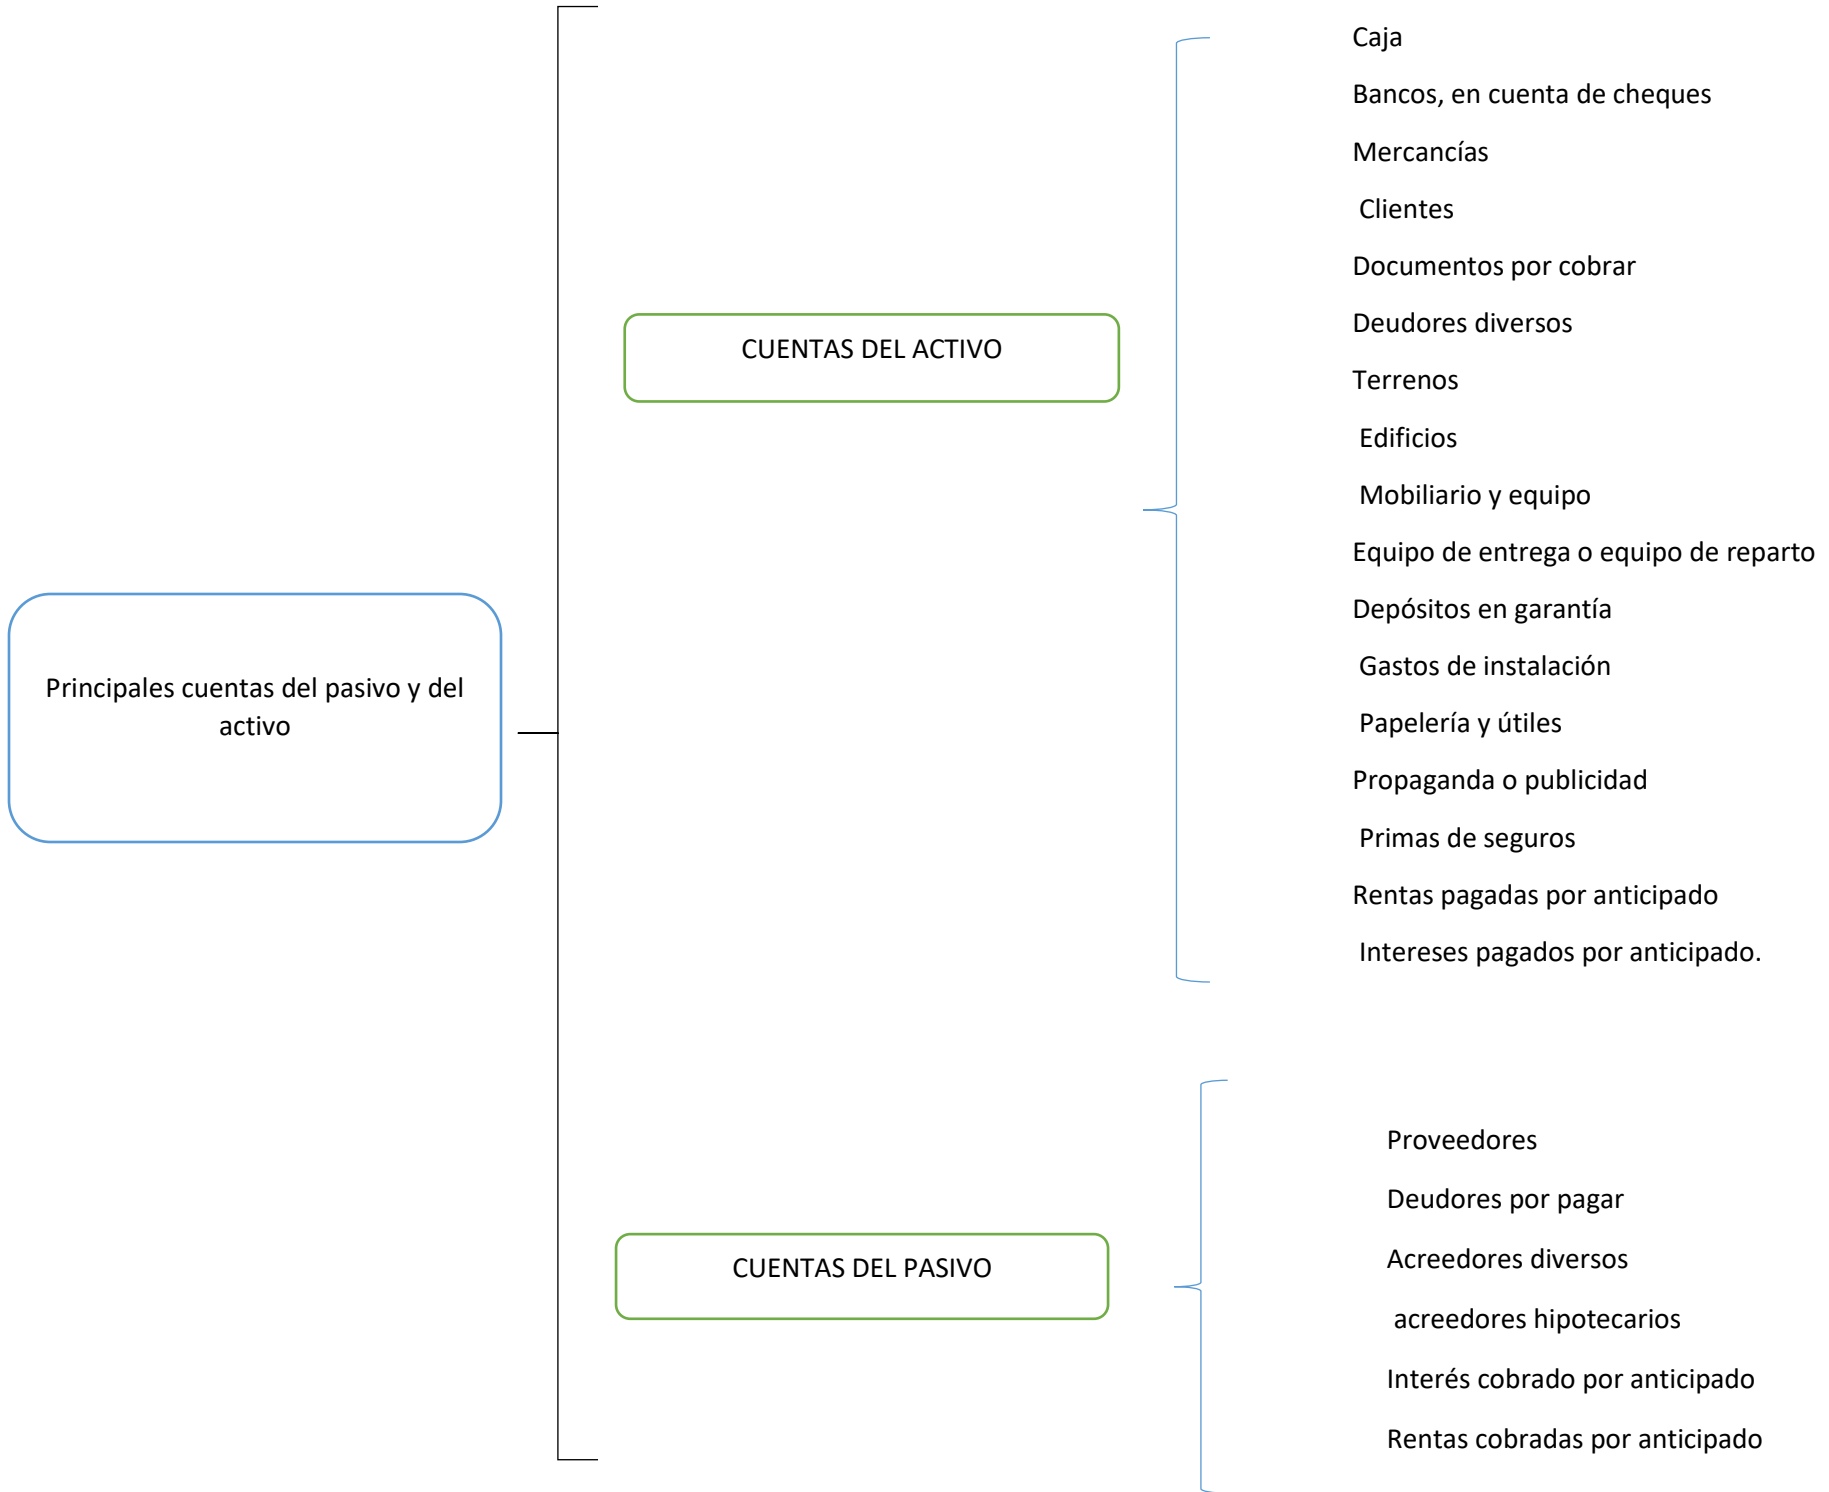 Principales cuentas del pasivo y del
activo
CUENTAS DEL ACTIVO
Caja
Bancos, en cuenta de cheques
Mercancías
Clientes
Documentos por cobrar
Deudores diversos
Terrenos
Edificios
Mobiliario y equipo
Equipo de entrega o equipo de reparto
Depósitos en garantía
Gastos de instalación
Papelería y útiles
Propaganda o publicidad
Primas de seguros
Rentas pagadas por anticipado
Intereses pagados por anticipado.
CUENTAS DEL PASIVO
Proveedores
Deudores por pagar
Acreedores diversos
acreedores hipotecarios
Interés cobrado por anticipado
Rentas cobradas por anticipado